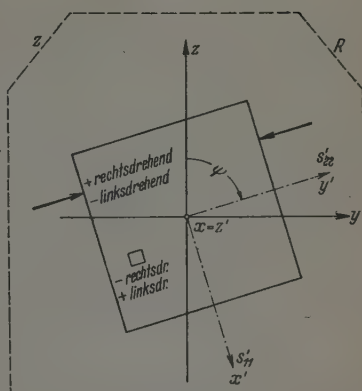 z
R
z
+ rechtsdrehend
- linksdrehend
α
s'₂₂
y'
x=z'
y
- rechtsdr.
+ linksdr.
s'₁₁
x'